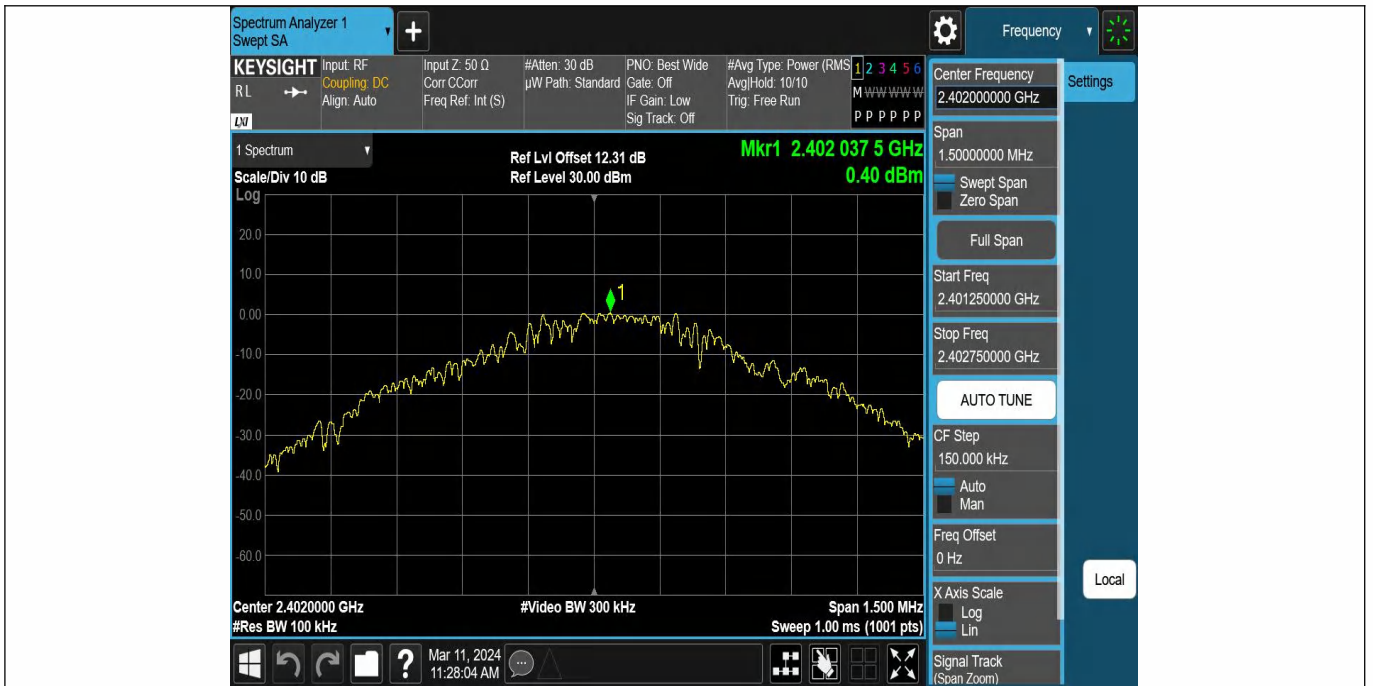 Spectrum Analyzer 1
Swept SA
+
Frequency
KEYSIGHT
RL
LXI
Input: RF
Coupling: DC
Align: Auto
Input Z: 50 Ω
Corr CCorr
Freq Ref: Int (S)
#Atten: 30 dB
µW Path: Standard
PNO: Best Wide
Gate: Off
IF Gain: Low
Sig Track: Off
#Avg Type: Power (RMS
Avg|Hold: 10/10
Trig: Free Run
1 2 3 4 5 6
M W W W W W
P P P P P P
1 Spectrum
Scale/Div 10 dB
Ref Lvl Offset 12.31 dB
Ref Level 30.00 dBm
Mkr1 2.402 037 5 GHz
0.40 dBm
Log
20.0
10.0
0.00
-10.0
-20.0
-30.0
-40.0
-50.0
-60.0
1
Center 2.4020000 GHz
#Res BW 100 kHz
#Video BW 300 kHz
Span 1.500 MHz
Sweep 1.00 ms (1001 pts)
Center Frequency
2.402000000 GHz
Span
1.50000000 MHz
Swept Span
Zero Span
Full Span
Start Freq
2.401250000 GHz
Stop Freq
2.402750000 GHz
AUTO TUNE
CF Step
150.000 kHz
Auto
Man
Freq Offset
0 Hz
X Axis Scale
Log
Lin
Signal Track
(Span Zoom)
Settings
Local
?
Mar 11, 2024
11:28:04 AM